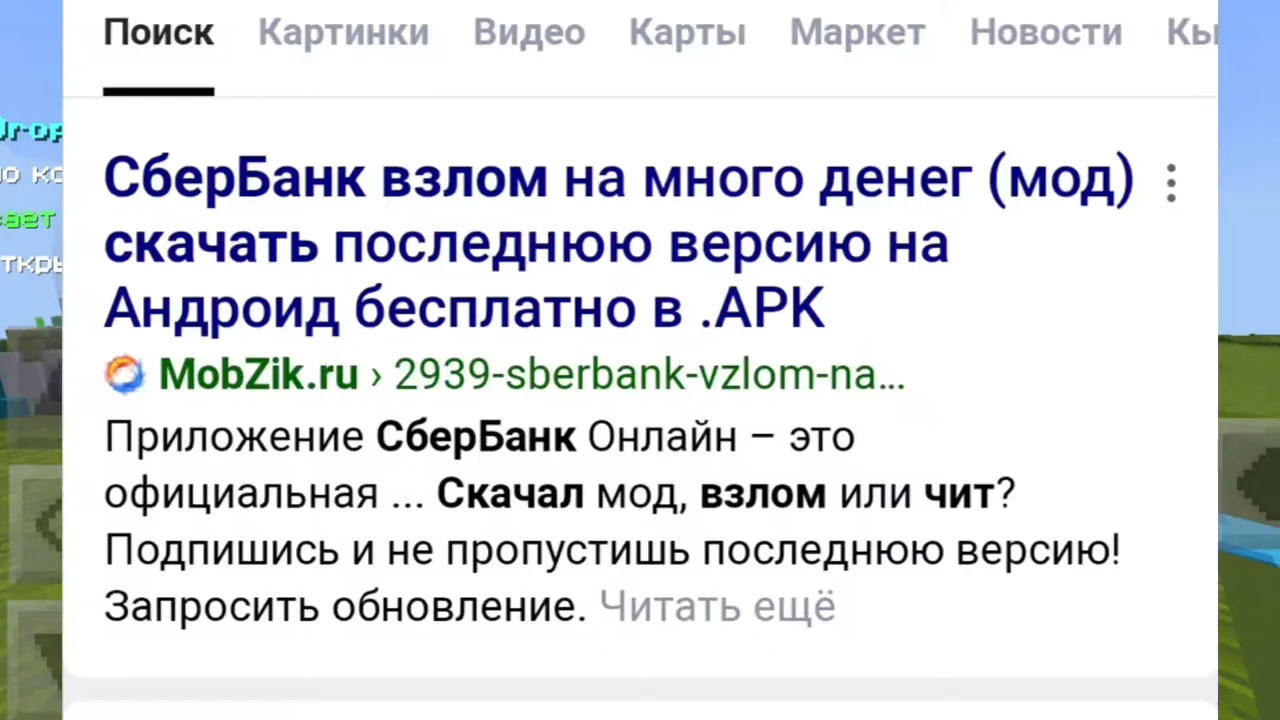 Поиск Картинки Видео Карты Маркет Новости
СберБанк взлом на много денег (мод)
скачать последнюю версию на
Андроид бесплатно в .APK
MobZik.ru › 2939-sberbank-vzlom-na...
Приложение СберБанк Онлайн – это
официальная ... Скачал мод, взлом или чит?
Подпишись и не пропустишь последнюю версию!
Запросить обновление. Читать ещё